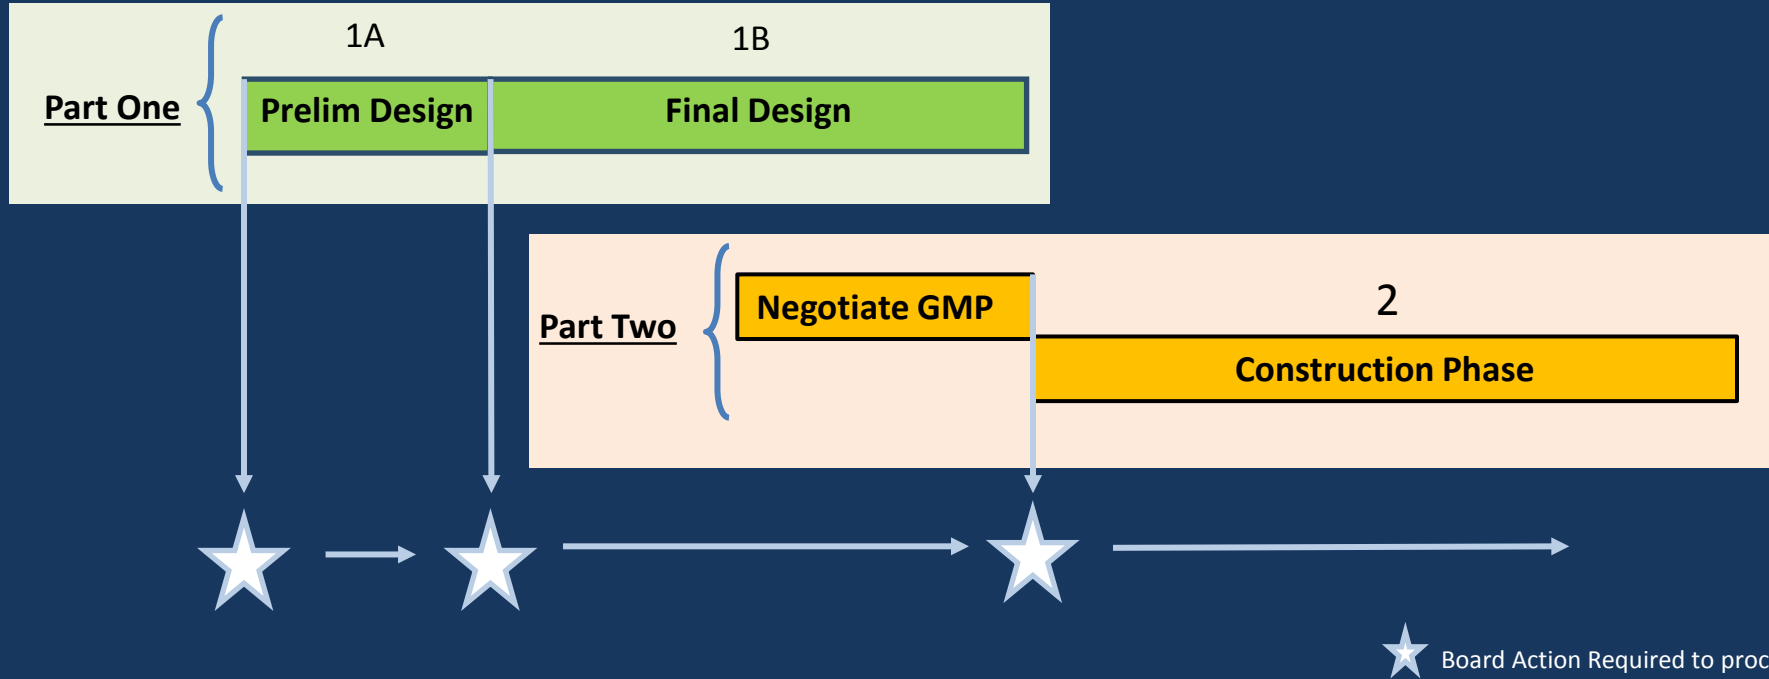 1A
1B
Part One
Prelim Design
Final Design
Negotiate GMP
2
Part Two
Construction Phase
Board Action Required to proc